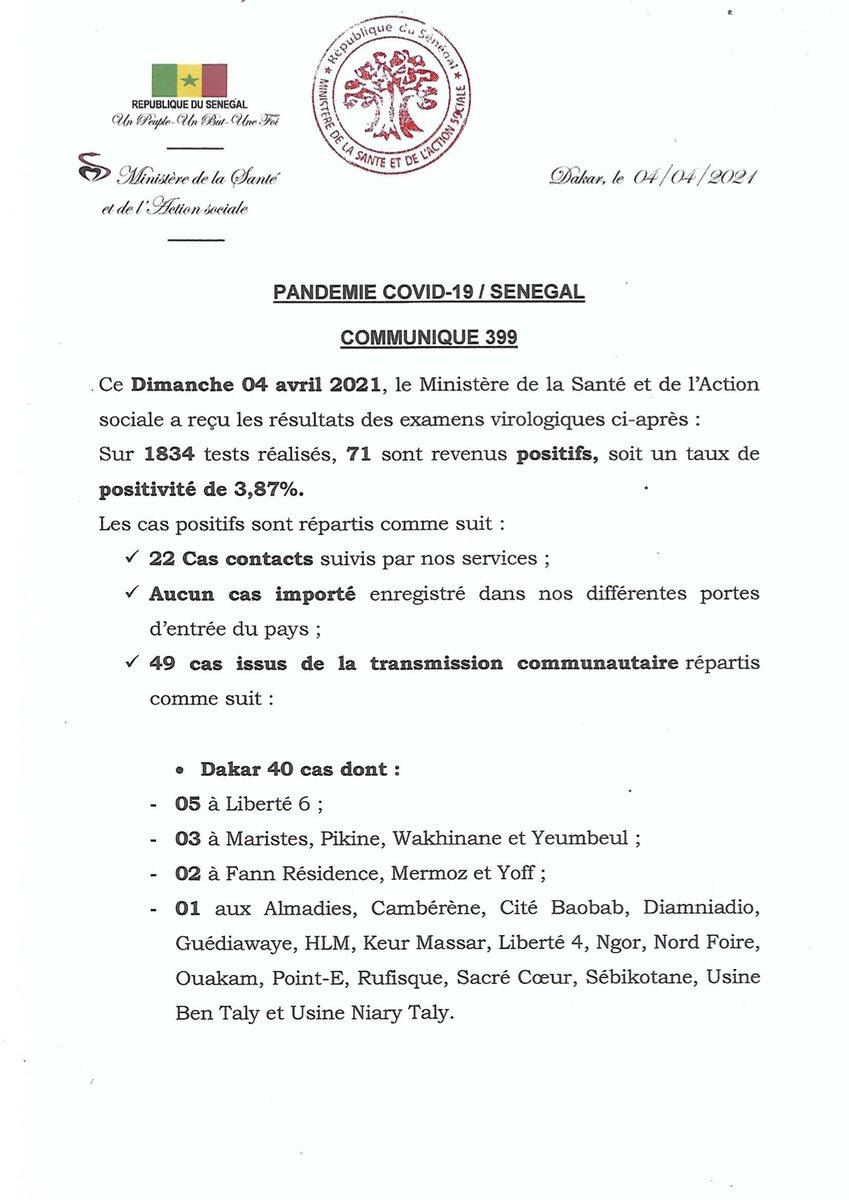 REPUBLIQUE DU SENEGAL
Un Peuple-Un But-Une Foi
Ministère de la Santé
et de l'Action sociale
République du Sénégal
MINISTÈRE DE LA SANTE ET DE L'ACTION SOCIALE
Dakar, le 04/04/2021
PANDEMIE COVID-19 / SENEGAL
COMMUNIQUE 399
Ce Dimanche 04 avril 2021, le Ministère de la Santé et de l'Action
sociale a reçu les résultats des examens virologiques ci-après :
Sur 1834 tests réalisés, 71 sont revenus positifs, soit un taux de
positivité de 3,87%.
Les cas positifs sont répartis comme suit :
✓ 22 Cas contacts suivis par nos services ;
✓ Aucun cas importé enregistré dans nos différentes portes
d'entrée du pays ;
✓ 49 cas issus de la transmission communautaire répartis
comme suit :
• Dakar 40 cas dont :
- 05 à Liberté 6 ;
- 03 à Maristes, Pikine, Wakhinane et Yeumbeul ;
- 02 à Fann Résidence, Mermoz et Yoff ;
- 01 aux Almadies, Cambérène, Cité Baobab, Diamniadio,
Guédiawaye, HLM, Keur Massar, Liberté 4, Ngor, Nord Foire,
Ouakam, Point-E, Rufisque, Sacré Cœur, Sébikotane, Usine
Ben Taly et Usine Niary Taly.